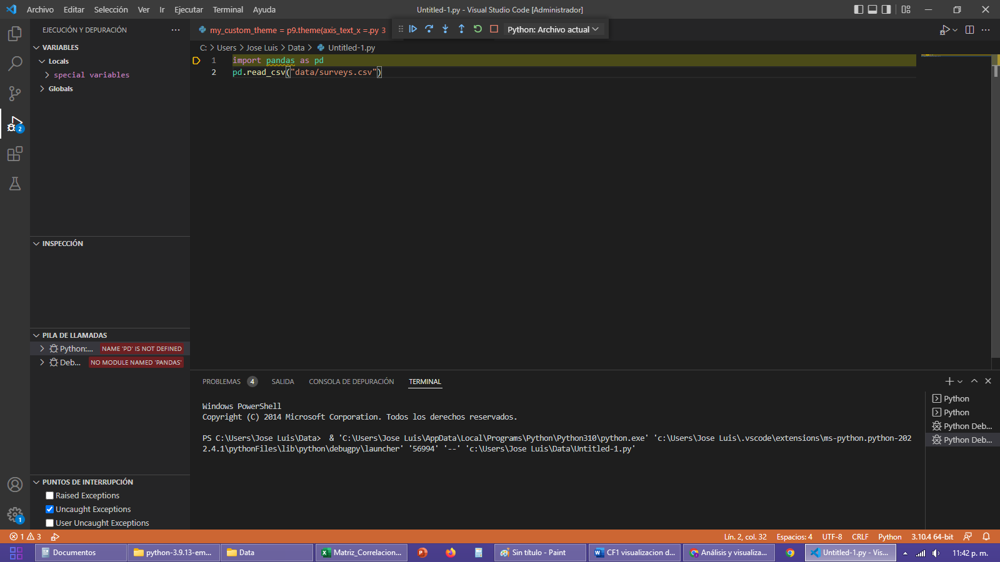 Archivo Editar Selección Ver Ir Ejecutar Terminal Ayuda
Untitled-1.py - Visual Studio Code [Administrador]
EJECUCIÓN Y DEPURACIÓN
my_custom_theme = p9.theme(axis_text_x =.py 3
Python: Archivo actual
VARIABLES
Locals
special variables
Globals
C: > Users > Jose Luis > Data > Untitled-1.py
1 import pandas as pd
2 pd.read_csv("data/surveys.csv")
2
INSPECCIÓN
PILA DE LLAMADAS
Python:... NAME 'PD' IS NOT DEFINED
Deb... NO MODULE NAMED 'PANDAS'
PUNTOS DE INTERRUPCIÓN
Raised Exceptions
Uncaught Exceptions
User Uncaught Exceptions
1
PROBLEMAS 4 SALIDA CONSOLA DE DEPURACIÓN TERMINAL
Windows PowerShell
Copyright (C) 2014 Microsoft Corporation. Todos los derechos reservados.
PS C:\Users\Jose Luis\Data>  & 'C:\Users\Jose Luis\AppData\Local\Programs\Python\Python310\python.exe' 'c:\Users\Jose Luis\.vscode\extensions\ms-python.python-202
2.4.1\pythonFiles\lib\python\debugpy\launcher' '56994' '--' 'c:\Users\Jose Luis\Data\Untitled-1.py'
Python
Python
Python Deb...
Python Deb...
1 3
Lín. 2, col. 32 Espacios: 4 UTF-8 CRLF Python 3.10.4 64-bit
Documentos
python-3.9.13-em...
Data
Matriz_Correlacion...
Sin título - Paint
CF1 visualizacion d...
Análisis y visualiza...
Untitled-1.py - Vis...
11:42 p. m.